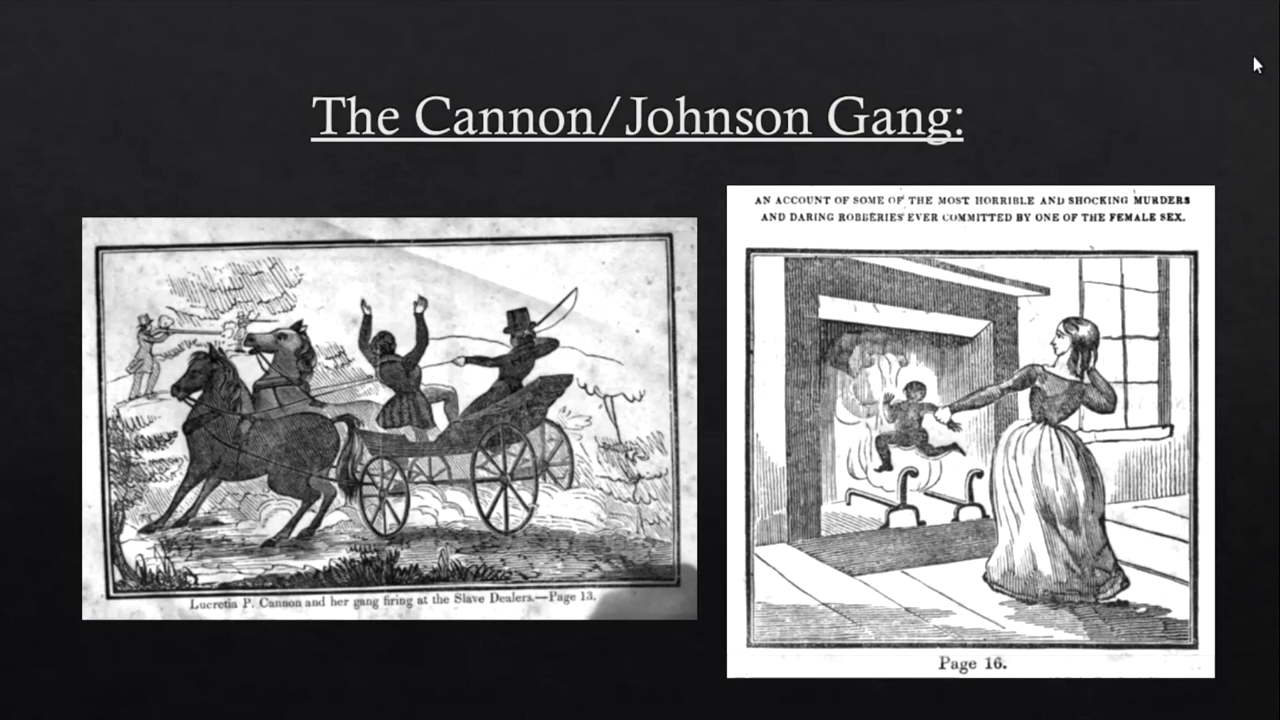 The Cannon/Johnson Gang:
Lucretia P. Cannon and her gang firing at the Slave Dealers.—Page 13.
AN ACCOUNT OF SOME OF THE MOST HORRIBLE AND SHOCKING MURDERS
AND DARING ROBBERIES EVER COMMITTED BY ONE OF THE FEMALE SEX.
Page 16.